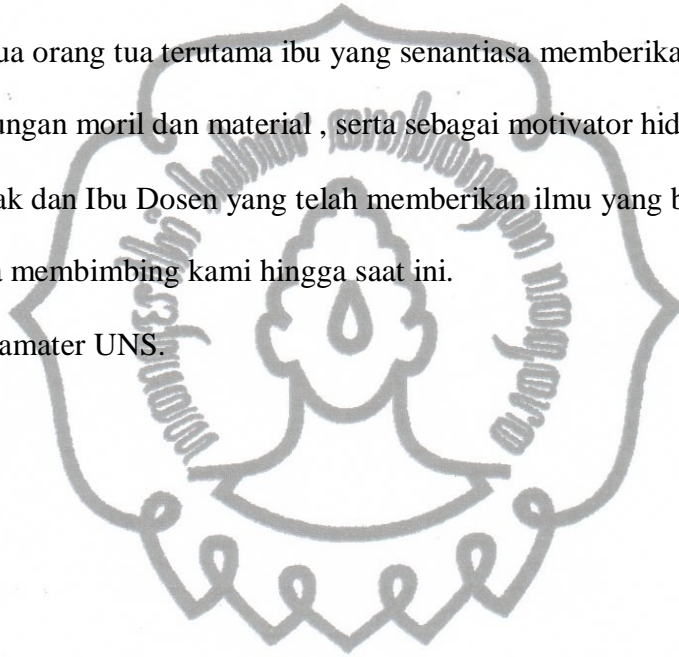 ua orang tua terutama ibu yang senantiasa memberika
ungan moril dan material , serta sebagai motivator hid
ak dan Ibu Dosen yang telah memberikan ilmu yang b
membimbing kami hingga saat ini.
amater UNS.